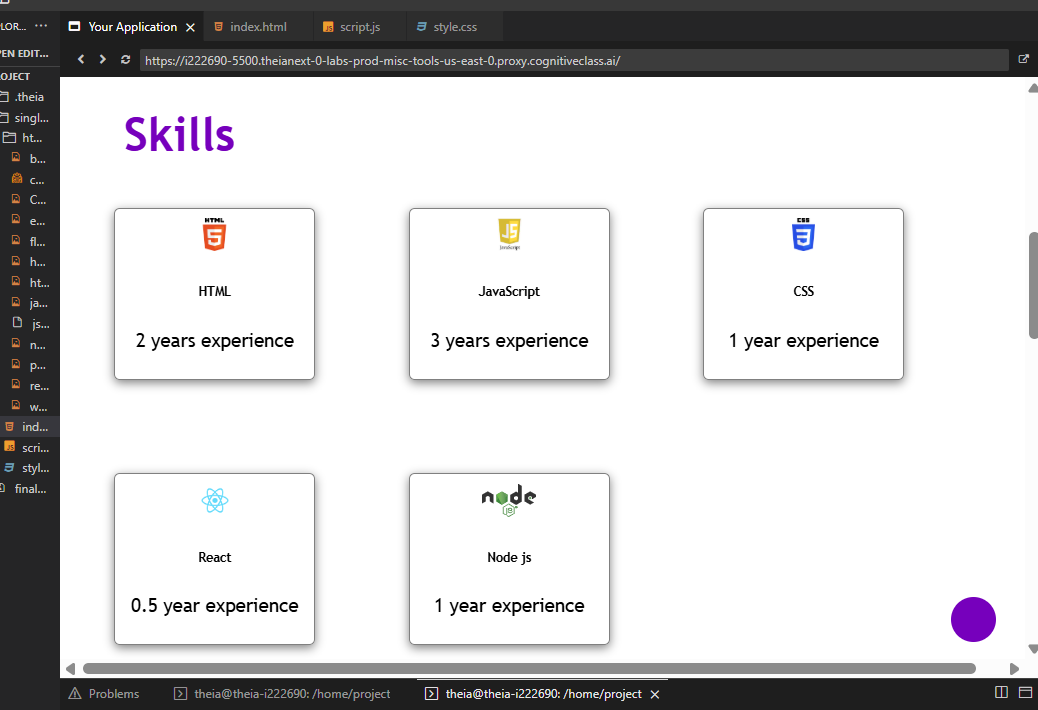 LOR...
Your Application
index.html
script.js
style.css
PEN EDIT...
https://i222690-5500.theianext-0-labs-prod-misc-tools-us-east-0.proxy.cognitiveclass.ai/
OJECT
.theia
singl...
ht...
b...
c...
C...
e...
fl...
h...
ht...
ja...
js...
n...
p...
re...
w...
ind...
scri...
styl...
final...
Skills
HTML
JS
JavaScript
CSS
HTML
JavaScript
CSS
2 years experience
3 years experience
1 year experience
node
JS
React
Node js
0.5 year experience
1 year experience
Problems
theia@theia-i222690: /home/project
theia@theia-i222690: /home/project